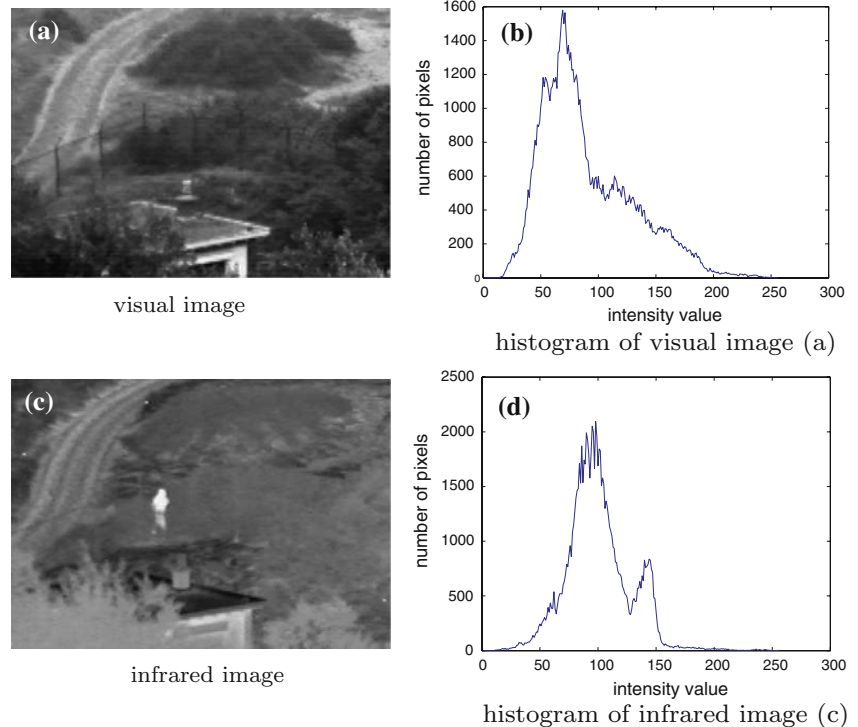 (a)
visual image
(b)
1600
1400
1200
1000
800
600
400
200
0
0 50 100 150 200 250 300
number of pixels
intensity value
histogram of visual image (a)
(c)
infrared image
(d)
2500
2000
1500
1000
500
0
0 50 100 150 200 250 300
number of pixels
intensity value
histogram of infrared image (c)